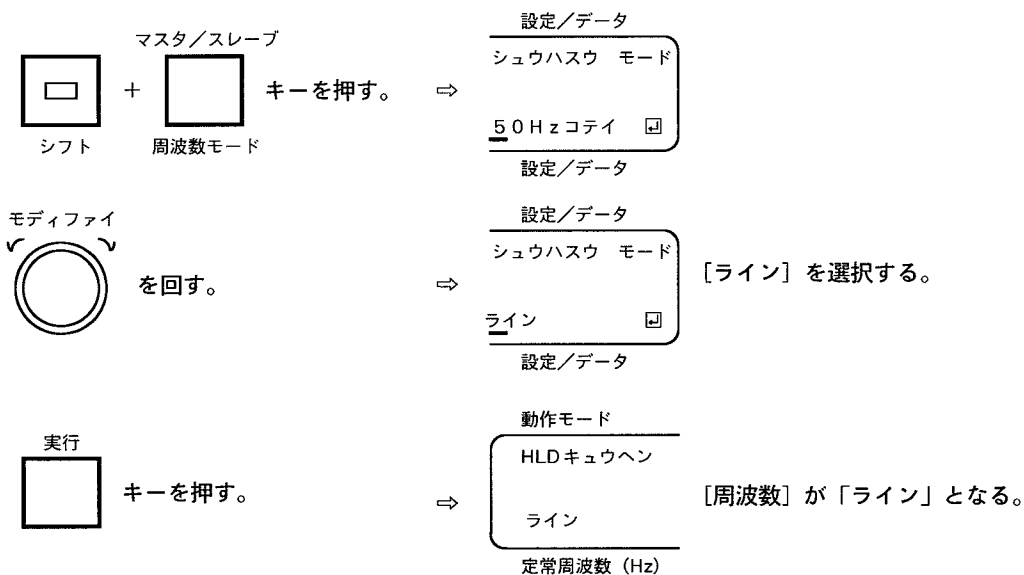 設定／データ
マスタ／スレーブ
シュウハスウ モード
＋ キーを押す。 ⇨
50Hzコテイ
シフト 周波数モード
設定／データ
モディファイ
設定／データ
シュウハスウ モード
を回す。 ⇨ [ライン] を選択する。
ライン
設定／データ
動作モード
実行
HLDキュウヘン
キーを押す。 ⇨ [周波数] が「ライン」となる。
ライン
定常周波数（Hz）